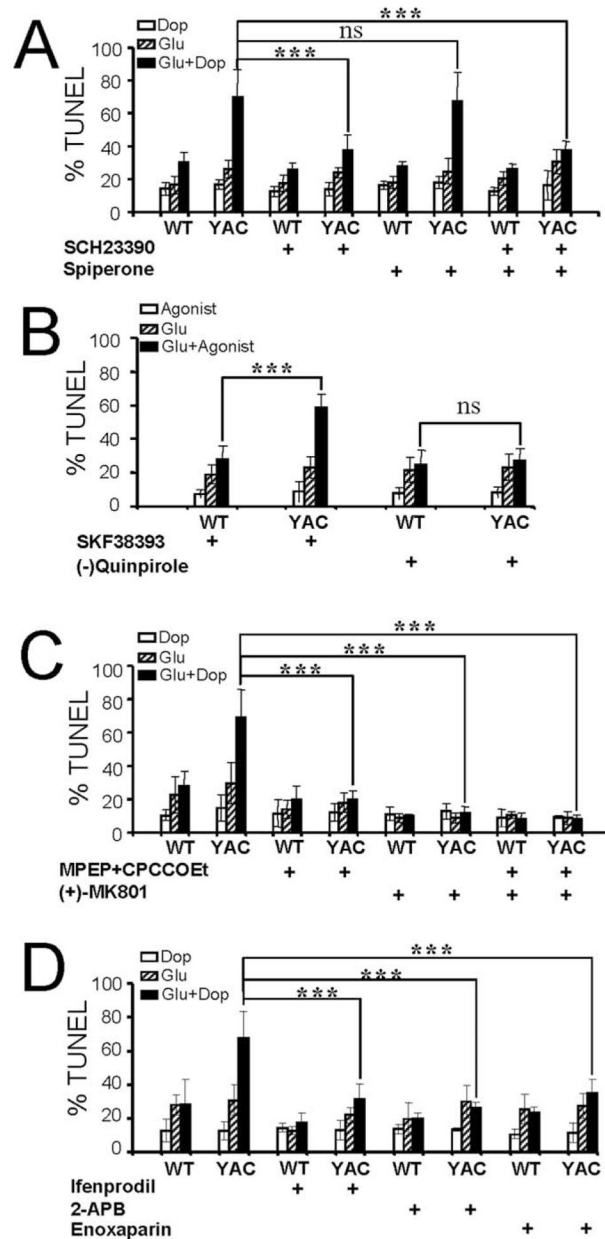 A
Dop
Glu
Glu+Dop
% TUNEL
100
80
60
40
20
0
***
ns
***
WT YAC WT YAC WT YAC WT YAC
SCH23390 + + + +
Spiperone + + + +
B
Agonist
Glu
Glu+Agonist
% TUNEL
100
80
60
40
20
0
***
ns
WT YAC WT YAC
SKF38393 + +
(-)Quinpirole + +
C
Dop
Glu
Glu+Dop
% TUNEL
100
80
60
40
20
0
***
***
***
WT YAC WT YAC WT YAC WT YAC
MPEP+CPCCOEt + + + +
(+)-MK801 + + + +
D
Dop
Glu
Glu+Dop
% TUNEL
100
80
60
40
20
0
***
***
***
WT YAC WT YAC WT YAC WT YAC
Ifenprodil + +
2-APB + +
Enoxaparin + +